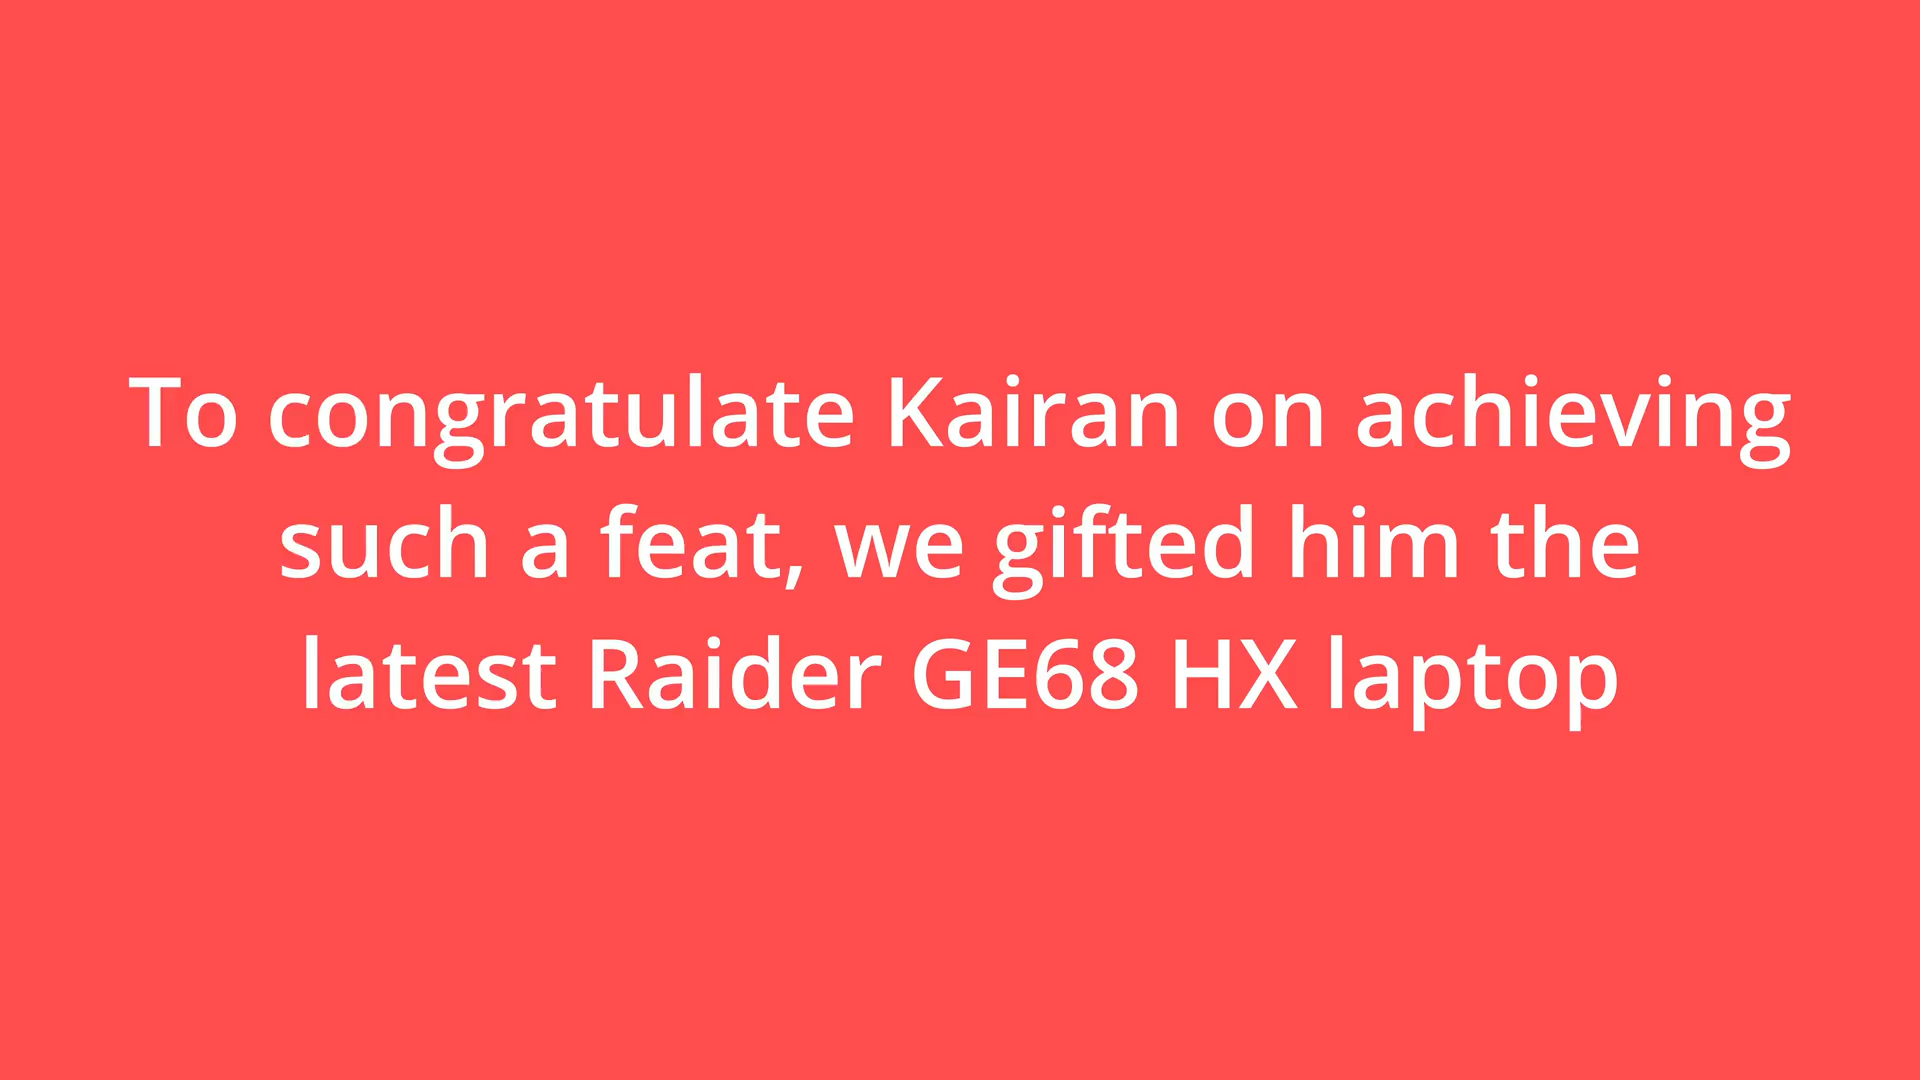 To congratulate Kairan on achieving
such a feat, we gifted him the
latest Raider GE68 HX laptop